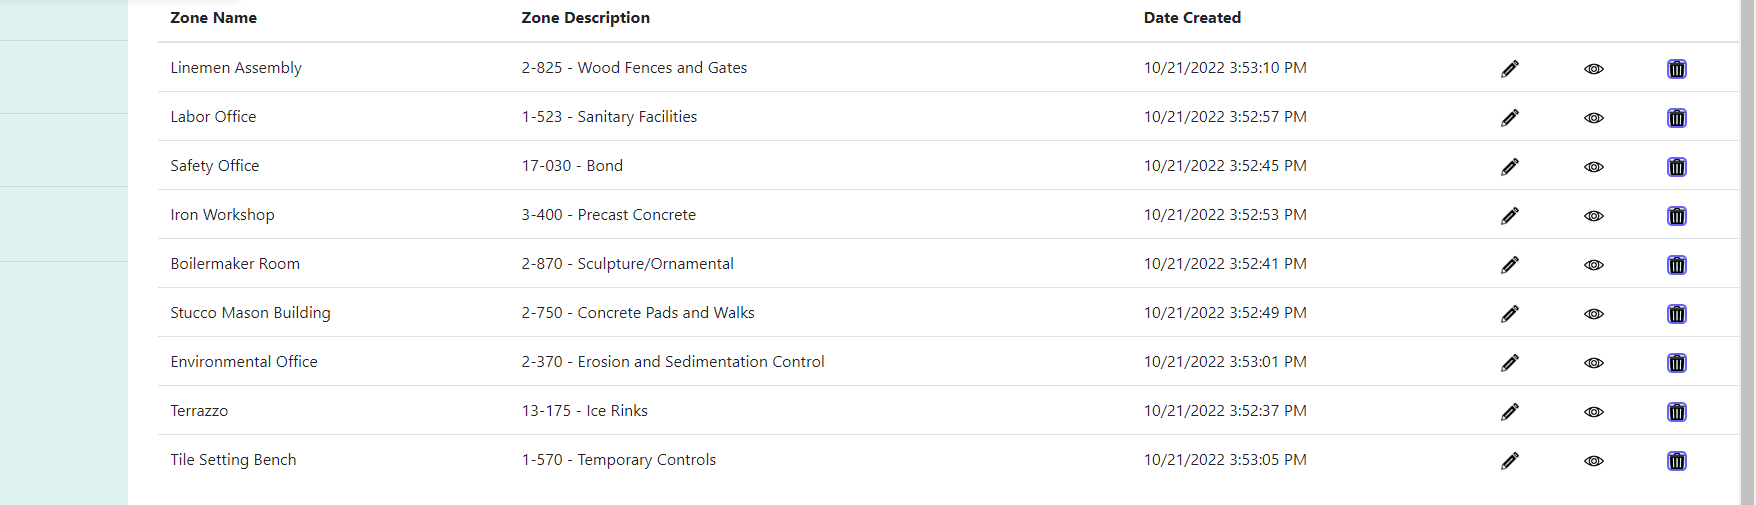 Zone Name Zone Description Date Created
Linemen Assembly 2-825 - Wood Fences and Gates 10/21/2022 3:53:10 PM
Labor Office 1-523 - Sanitary Facilities 10/21/2022 3:52:57 PM
Safety Office 17-030 - Bond 10/21/2022 3:52:45 PM
Iron Workshop 3-400 - Precast Concrete 10/21/2022 3:52:53 PM
Boilermaker Room 2-870 - Sculpture/Ornamental 10/21/2022 3:52:41 PM
Stucco Mason Building 2-750 - Concrete Pads and Walks 10/21/2022 3:52:49 PM
Environmental Office 2-370 - Erosion and Sedimentation Control 10/21/2022 3:53:01 PM
Terrazzo 13-175 - Ice Rinks 10/21/2022 3:52:37 PM
Tile Setting Bench 1-570 - Temporary Controls 10/21/2022 3:53:05 PM